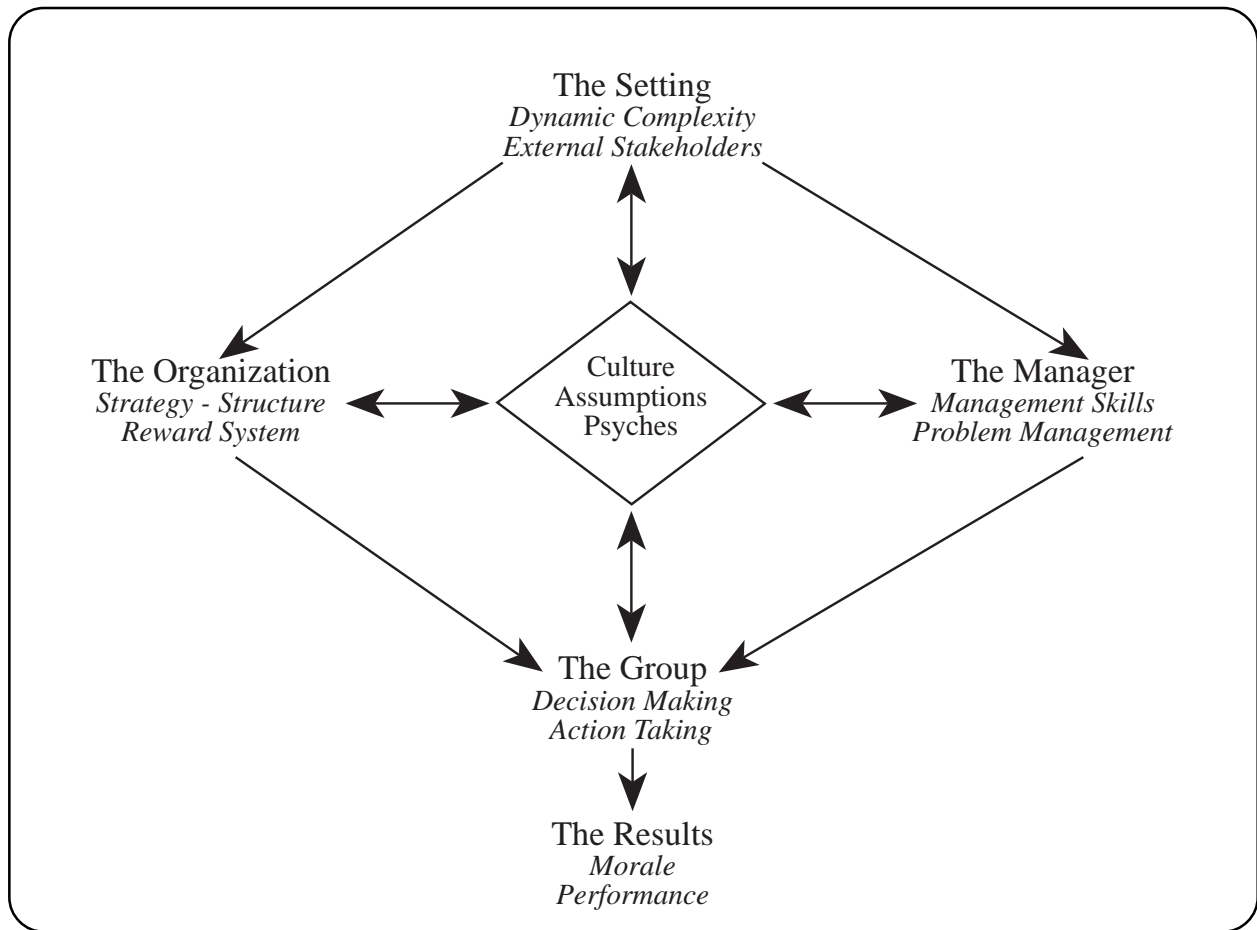 The Setting
Dynamic Complexity
External Stakeholders
The Organization
Strategy - Structure
Reward System
Culture
Assumptions
Psyches
The Manager
Management Skills
Problem Management
The Group
Decision Making
Action Taking
The Results
Morale
Performance